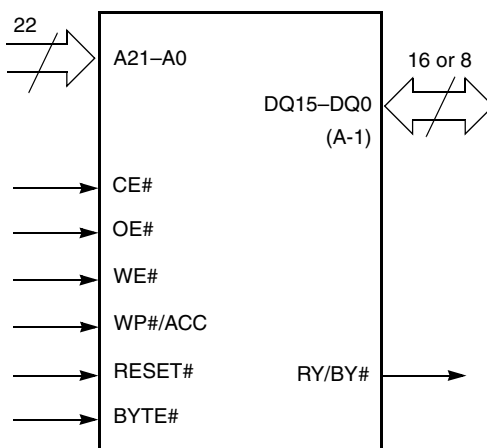 22
A21–A0
16 or 8
DQ15–DQ0
(A-1)
CE#
OE#
WE#
WP#/ACC
RESET#
RY/BY#
BYTE#